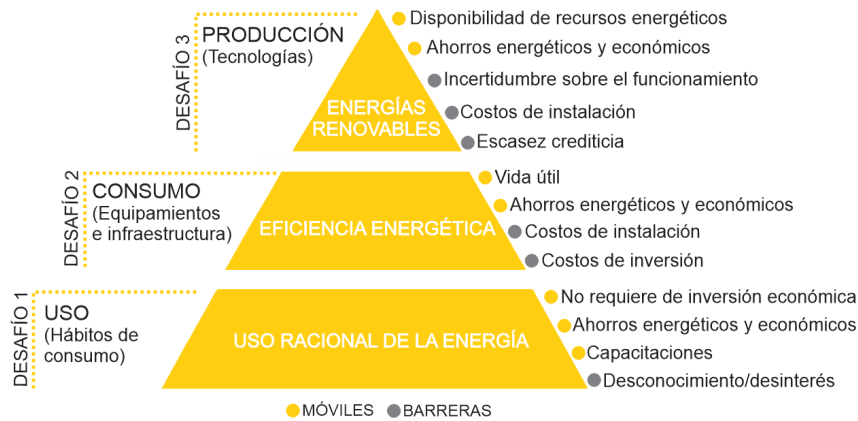 DESAFÍO 3
PRODUCCIÓN
(Tecnologías)
ENERGÍAS
RENOVABLES
Disponibilidad de recursos energéticos
Ahorros energéticos y económicos
Incertidumbre sobre el funcionamiento
Costos de instalación
Escasez crediticia
DESAFÍO 2
CONSUMO
(Equipamientos
e infraestructura)
EFICIENCIA ENERGÉTICA
Vida útil
Ahorros energéticos y económicos
Costos de instalación
Costos de inversión
DESAFÍO 1
USO
(Hábitos de
consumo)
USO RACIONAL DE LA ENERGÍA
No requiere de inversión económica
Ahorros energéticos y económicos
Capacitaciones
Desconocimiento/desinterés
MÓVILES
BARRERAS